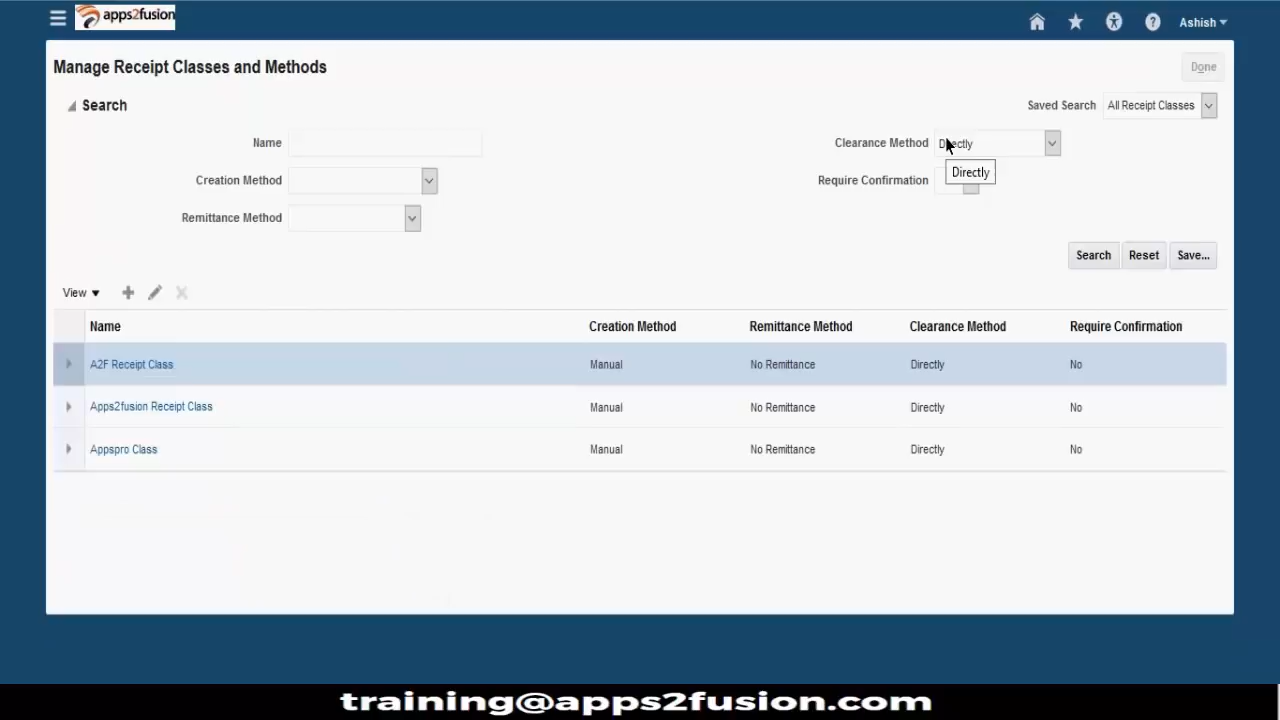 apps2fusion
Ashish
Manage Receipt Classes and Methods
Done
Search
Saved Search All Receipt Classes
Name
Clearance Method Directly
Directly
Creation Method
Require Confirmation
Remittance Method
Search Reset Save...
View
Name Creation Method Remittance Method Clearance Method Require Confirmation
A2F Receipt Class Manual No Remittance Directly No
Apps2fusion Receipt Class Manual No Remittance Directly No
Appspro Class Manual No Remittance Directly No
training@apps2fusion.com